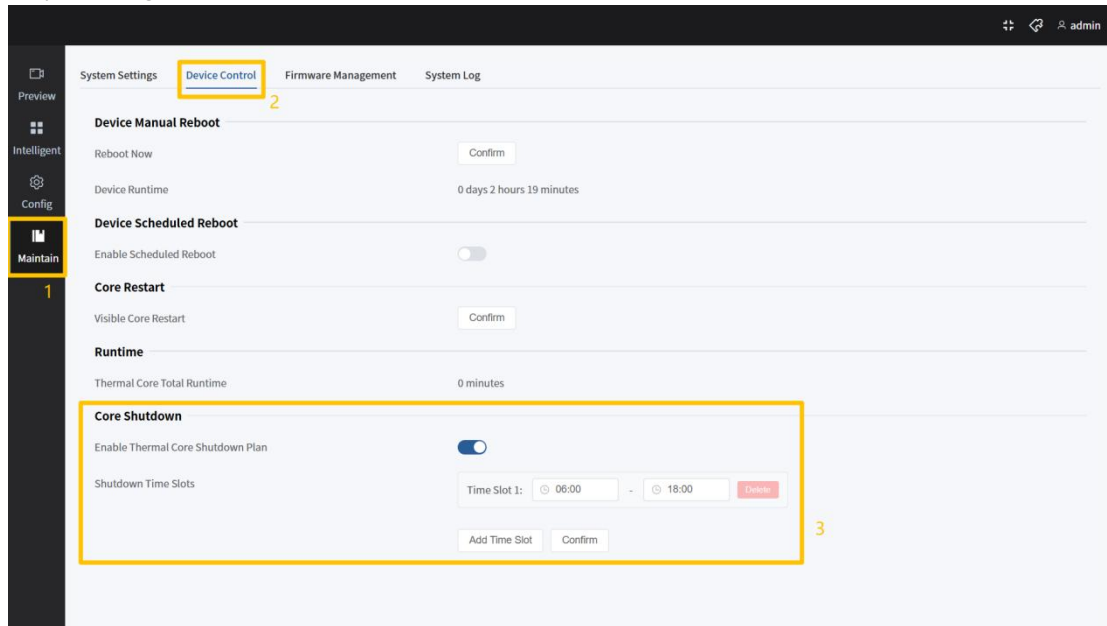 admin
Preview
Intelligent
Config
Maintain
1
System Settings Device Control Firmware Management System Log
2
Device Manual Reboot
Reboot Now Confirm
Device Runtime 0 days 2 hours 19 minutes
Device Scheduled Reboot
Enable Scheduled Reboot
Core Restart
Visible Core Restart Confirm
Runtime
Thermal Core Total Runtime 0 minutes
Core Shutdown
Enable Thermal Core Shutdown Plan
Shutdown Time Slots Time Slot 1: 06:00 - 18:00 Delete
Add Time Slot Confirm
3